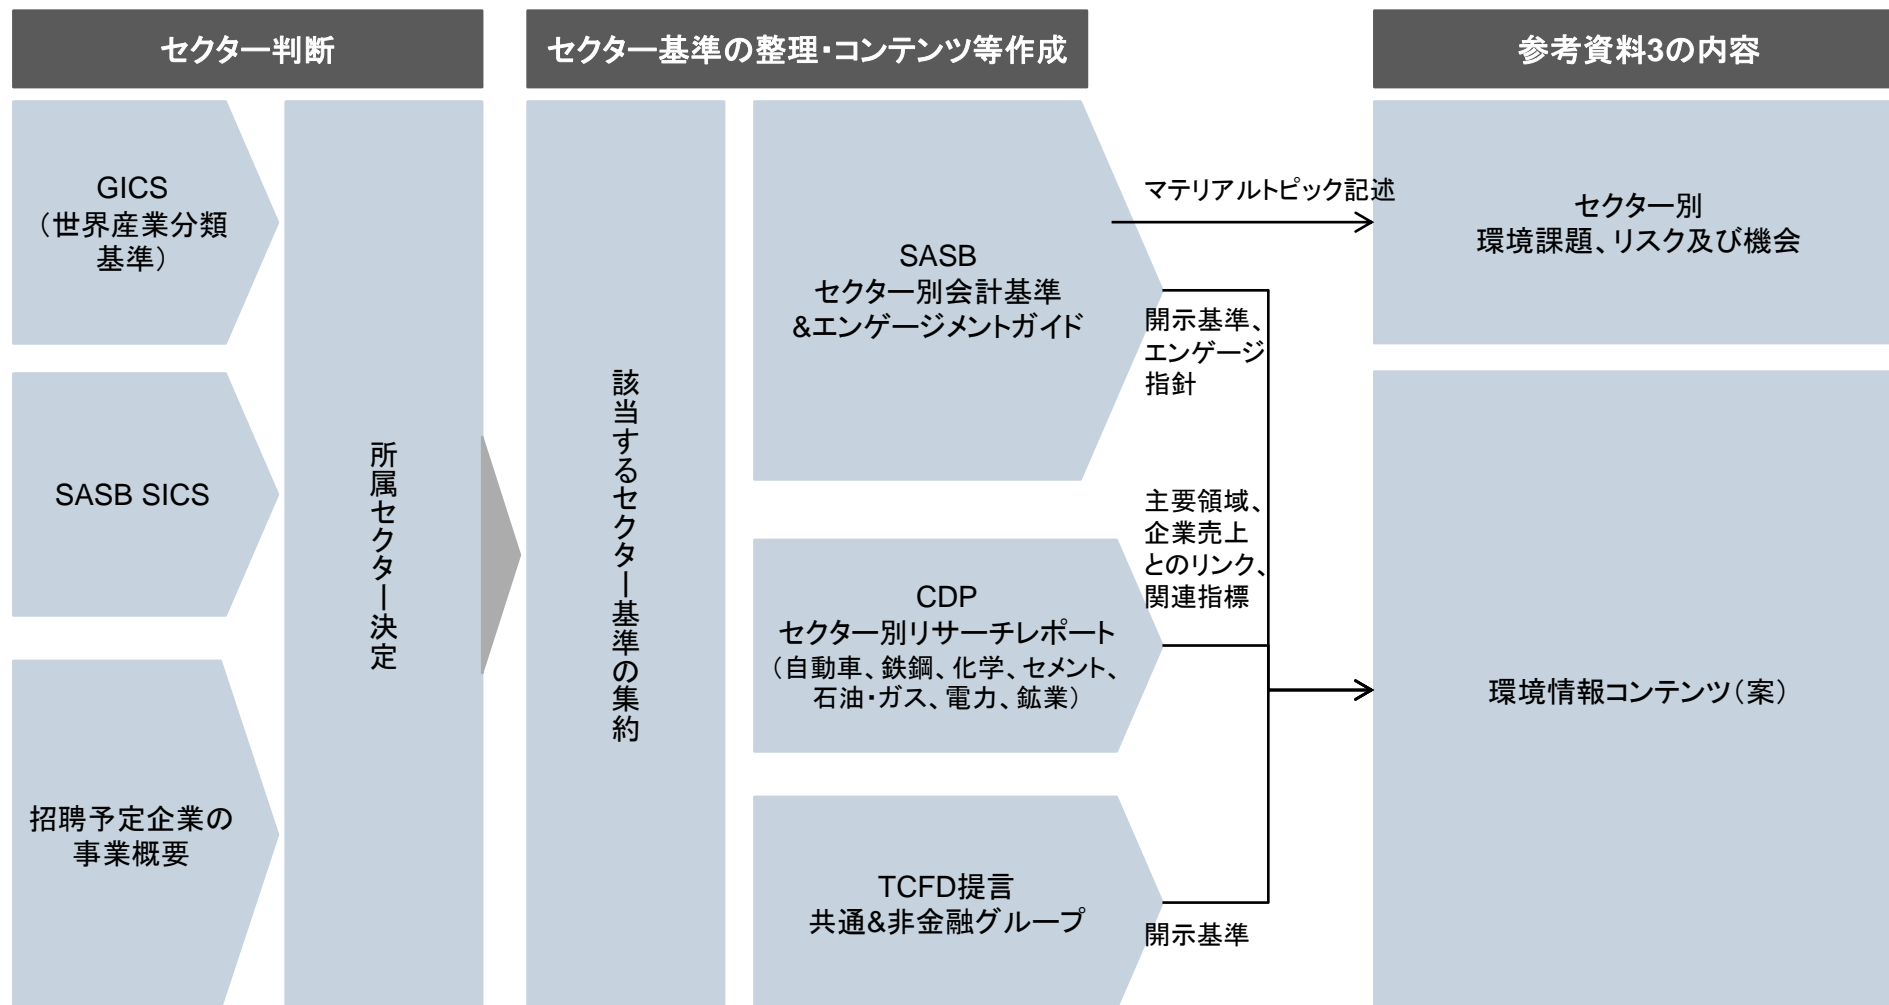 セクター判断
セクター基準の整理・コンテンツ等作成
参考資料3の内容
GICS
（世界産業分類
基準）
SASB SICS
招聘予定企業の
事業概要
所属セクター決定
該当するセクター基準の集約
SASB
セクター別会計基準
&エンゲージメントガイド
CDP
セクター別リサーチレポート
（自動車、鉄鋼、化学、セメント、
石油・ガス、電力、鉱業）
TCFD提言
共通&非金融グループ
マテリアルトピック記述
開示基準、
エンゲージ
指針
主要領域、
企業売上
とのリンク、
関連指標
開示基準
セクター別
環境課題、リスク及び機会
環境情報コンテンツ（案）